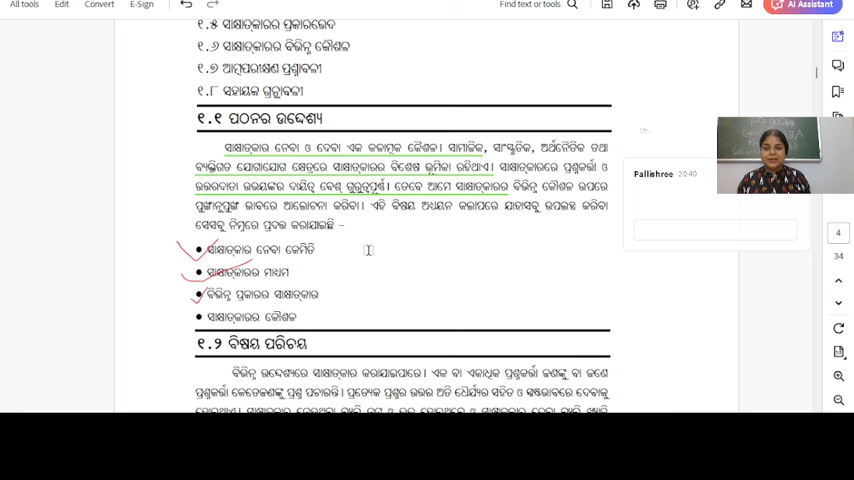 All tools Edit Convert E-Sign Find text or tools AI Assistant
୧.୫ ସାକ୍ଷାତ୍‌କାରର ପ୍ରକାରଭେଦ
୧.୬ ସାକ୍ଷାତ୍‌କାରର ବିଭିନ୍ନ କୌଶଳ
୧.୭ ଆତ୍ମପରୀକ୍ଷଣ ପ୍ରଶ୍ନାବଳୀ
୧.୮ ସହାୟକ ଗ୍ରନ୍ଥାବଳୀ
୧.୧ ପଠନର ଉଦ୍ଦେଶ୍ୟ
ସାକ୍ଷାତ୍‌କାର ନେବା ଓ ଦେବା ଏକ କଳାତ୍ମକ କୌଶଳ। ସାମାଜିକ, ସାଂସ୍କୃତିକ, ଅର୍ଥନୈତିକ ତଥା
ବ୍ୟକ୍ତିଗତ ଯୋଗାଯୋଗ କ୍ଷେତ୍ରରେ ସାକ୍ଷାତ୍‌କାରର ବିଶେଷ ଭୂମିକା ରହିଥାଏ। ସାକ୍ଷାତ୍‌କାରରେ ପ୍ରଶ୍ନକର୍ତ୍ତା ଓ
ଉତ୍ତରଦାତା ଉଭୟଙ୍କର ଦାୟିତ୍ୱ ବେଶ୍ ଗୁରୁତ୍ୱପୂର୍ଣ୍ଣ। ତେବେ ଆମେ ସାକ୍ଷାତ୍‌କାରର ବିଭିନ୍ନ କୌଶଳ ଉପରେ
ପୁଙ୍ଖାନୁପୁଙ୍ଖ ଭାବରେ ଆଲୋଚନା କରିବା। ଏହି ବିଷୟ ଅଧ୍ୟୟନ କଲାପରେ ଯାହାସବୁ ଉପଲବ୍ଧ କରିବା
ସେସବୁ ନିମ୍ନରେ ପ୍ରଦତ୍ତ କରାଯାଇଛି –
● ସାକ୍ଷାତ୍‌କାର ନେବା କେମିତି
● ସାକ୍ଷାତ୍‌କାରର ମାଧ୍ୟମ
● ବିଭିନ୍ନ ପ୍ରକାରର ସାକ୍ଷାତ୍‌କାର
● ସାକ୍ଷାତ୍‌କାରର କୌଶଳ
୧.୨ ବିଷୟ ପରିଚୟ
ବିଭିନ୍ନ ଉଦ୍ଦେଶ୍ୟରେ ସାକ୍ଷାତ୍‌କାର କରାଯାଇପାରେ। ଏକ ବା ଏକାଧିକ ପ୍ରଶ୍ନକର୍ତ୍ତା ଜଣଙ୍କୁ ବା ଜଣେ
ପ୍ରଶ୍ନକର୍ତ୍ତା କେତେଜଣଙ୍କୁ ପ୍ରଶ୍ନ ପଚାରନ୍ତି। ପ୍ରତ୍ୟେକ ପ୍ରଶ୍ନର ଉତ୍ତର ଅତି ଧୈର୍ଯ୍ୟର ସହିତ ଓ ସ୍ପଷ୍ଟଭାବରେ ଦେବାକୁ
Pallishree 20:40
4
34